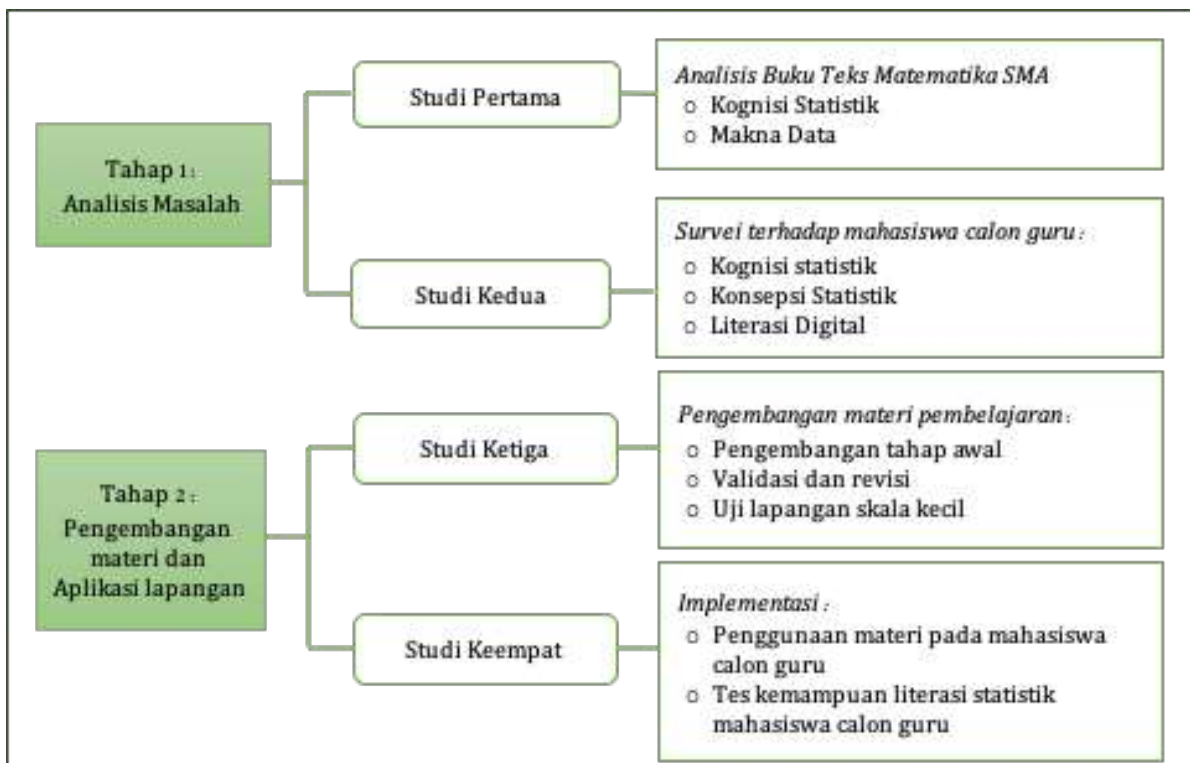 Tahap 1:
Analisis Masalah
Studi Pertama
Analisis Buku Teks Matematika SMA
o Kognisi Statistik
o Makna Data
Studi Kedua
Survei terhadap mahasiswa calon guru:
o Kognisi statistik
o Konsepsi Statistik
o Literasi Digital
Tahap 2:
Pengembangan
materi dan
Aplikasi lapangan
Studi Ketiga
Pengembangan materi pembelajaran:
o Pengembangan tahap awal
o Validasi dan revisi
o Uji lapangan skala kecil
Studi Keempat
Implementasi:
o Penggunaan materi pada mahasiswa
calon guru
o Tes kemampuan literasi statistik
mahasiswa calon guru